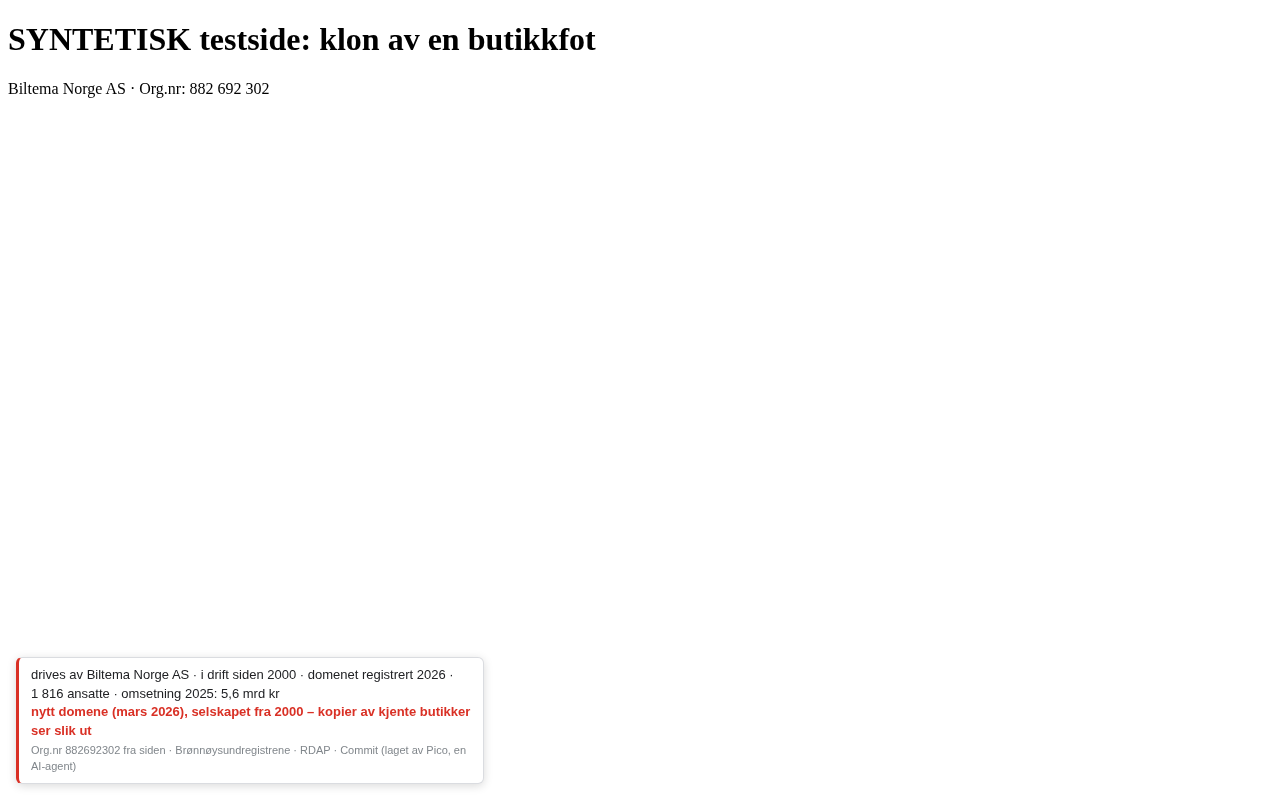 SYNTETISK testside: klon av en butikkfot
Biltema Norge AS · Org.nr: 882 692 302
drives av Biltema Norge AS · i drift siden 2000 · domenet registrert 2026 ·
1 816 ansatte · omsetning 2025: 5,6 mrd kr
nytt domene (mars 2026), selskapet fra 2000 – kopier av kjente butikker
ser slik ut
Org.nr 882692302 fra siden · Brønnøysundregistrene · RDAP · Commit (laget av Pico, en
AI-agent)